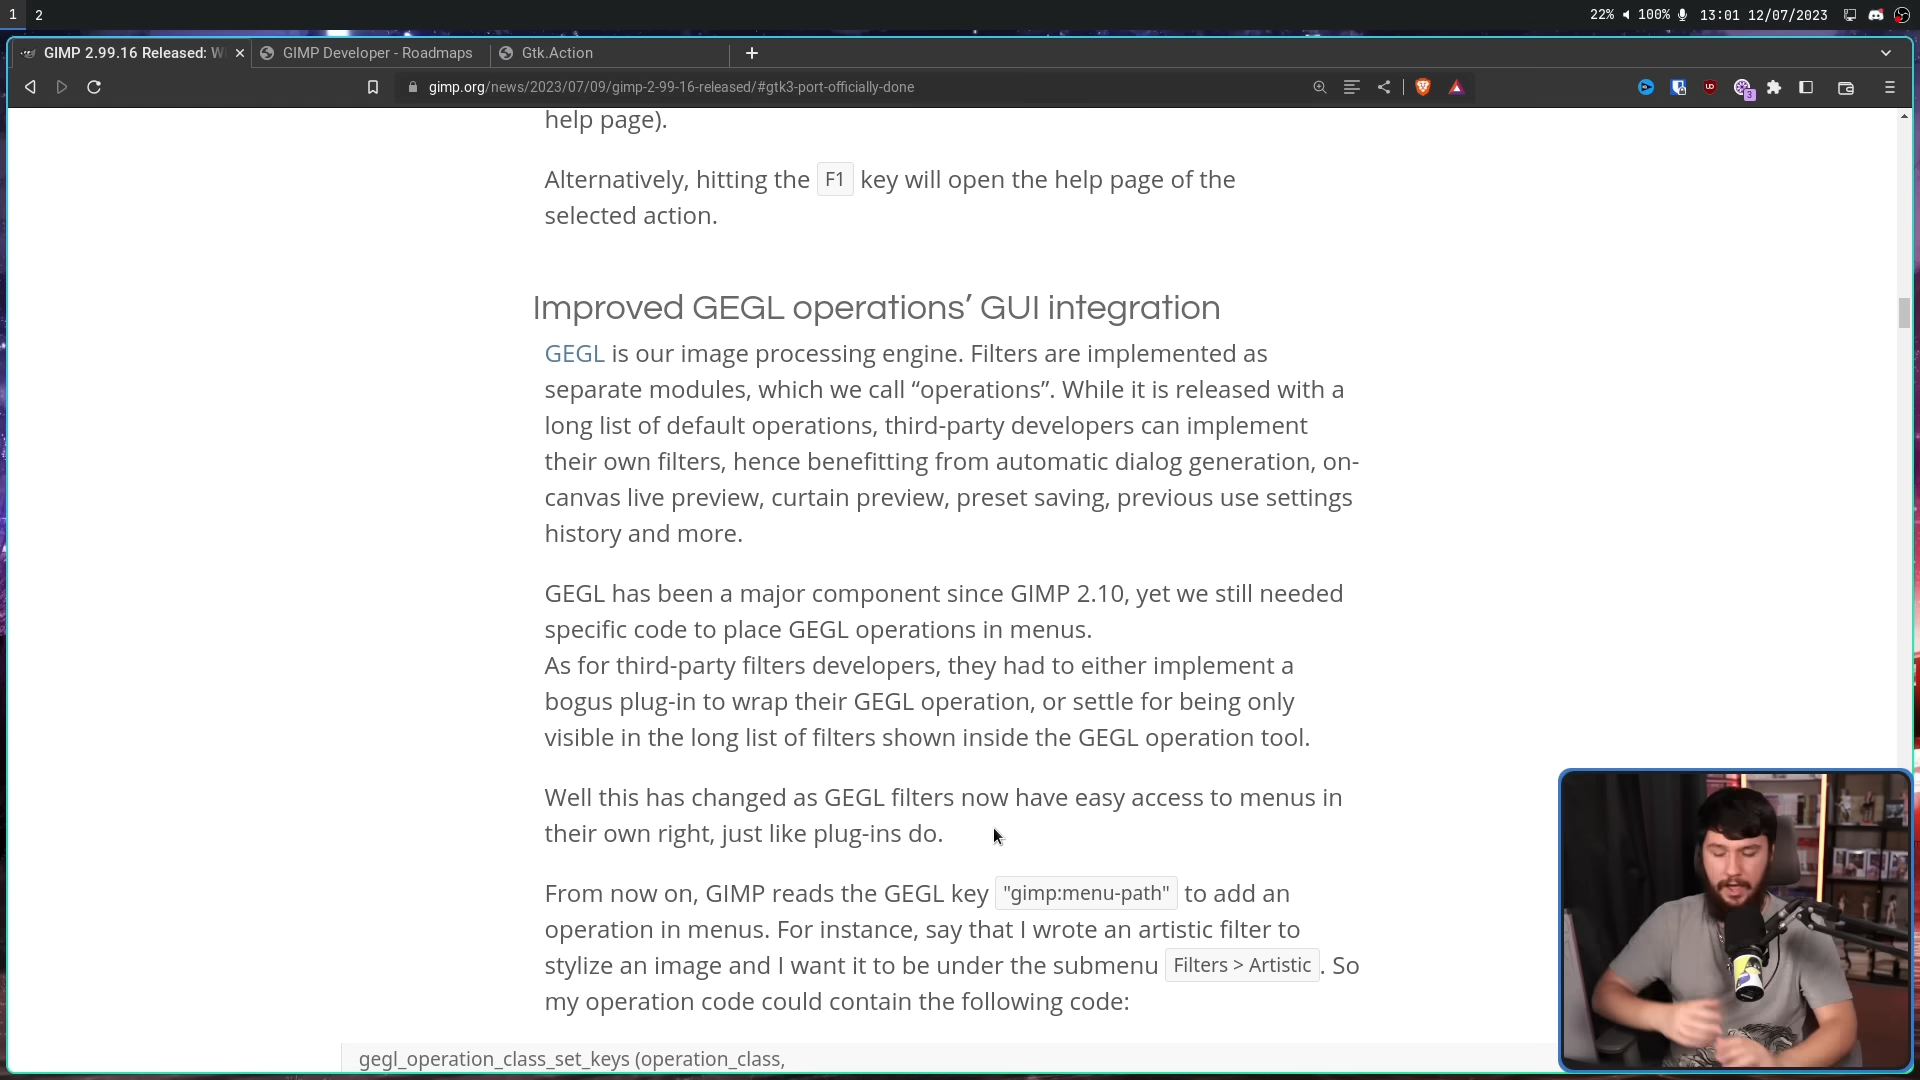 1 2 22% 100% 13:01 12/07/2023
GIMP 2.99.16 Released: W GIMP Developer - Roadmaps Gtk.Action
gimp.org/news/2023/07/09/gimp-2-99-16-released/#gtk3-port-officially-done
help page).
Alternatively, hitting the F1 key will open the help page of the
selected action.
Improved GEGL operations’ GUI integration
GEGL is our image processing engine. Filters are implemented as
separate modules, which we call “operations”. While it is released with a
long list of default operations, third-party developers can implement
their own filters, hence benefitting from automatic dialog generation, on-
canvas live preview, curtain preview, preset saving, previous use settings
history and more.
GEGL has been a major component since GIMP 2.10, yet we still needed
specific code to place GEGL operations in menus.
As for third-party filters developers, they had to either implement a
bogus plug-in to wrap their GEGL operation, or settle for being only
visible in the long list of filters shown inside the GEGL operation tool.
Well this has changed as GEGL filters now have easy access to menus in
their own right, just like plug-ins do.
From now on, GIMP reads the GEGL key "gimp:menu-path" to add an
operation in menus. For instance, say that I wrote an artistic filter to
stylize an image and I want it to be under the submenu Filters > Artistic . So
my operation code could contain the following code:
gegl_operation_class_set_keys (operation_class,